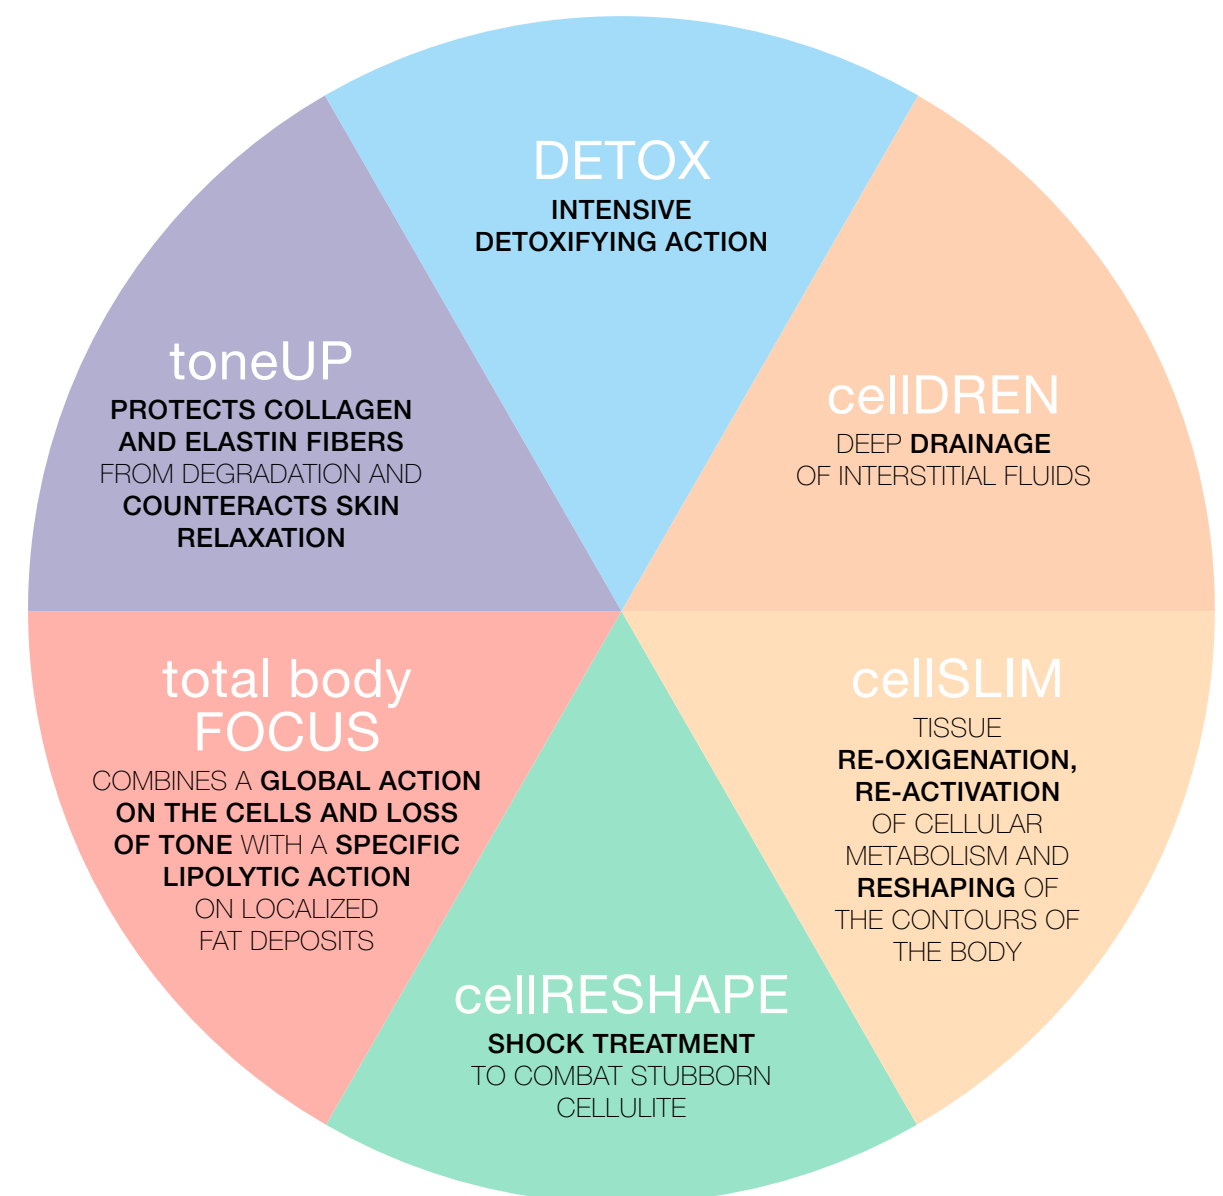 DETOX
INTENSIVE
DETOXIFYING ACTION
cellDREN
DEEP DRAINAGE
OF INTERSTITIAL FLUIDS
cellSLIM
TISSUE
RE-OXIGENATION,
RE-ACTIVATION
OF CELLULAR
METABOLISM AND
RESHAPING OF
THE CONTOURS OF
THE BODY
cellRESHAPE
SHOCK TREATMENT
TO COMBAT STUBBORN
CELLULITE
total body
FOCUS
COMBINES A GLOBAL ACTION
ON THE CELLS AND LOSS
OF TONE WITH A SPECIFIC
LIPOLYTIC ACTION
ON LOCALIZED
FAT DEPOSITS
toneUP
PROTECTS COLLAGEN
AND ELASTIN FIBERS
FROM DEGRADATION AND
COUNTERACTS SKIN
RELAXATION